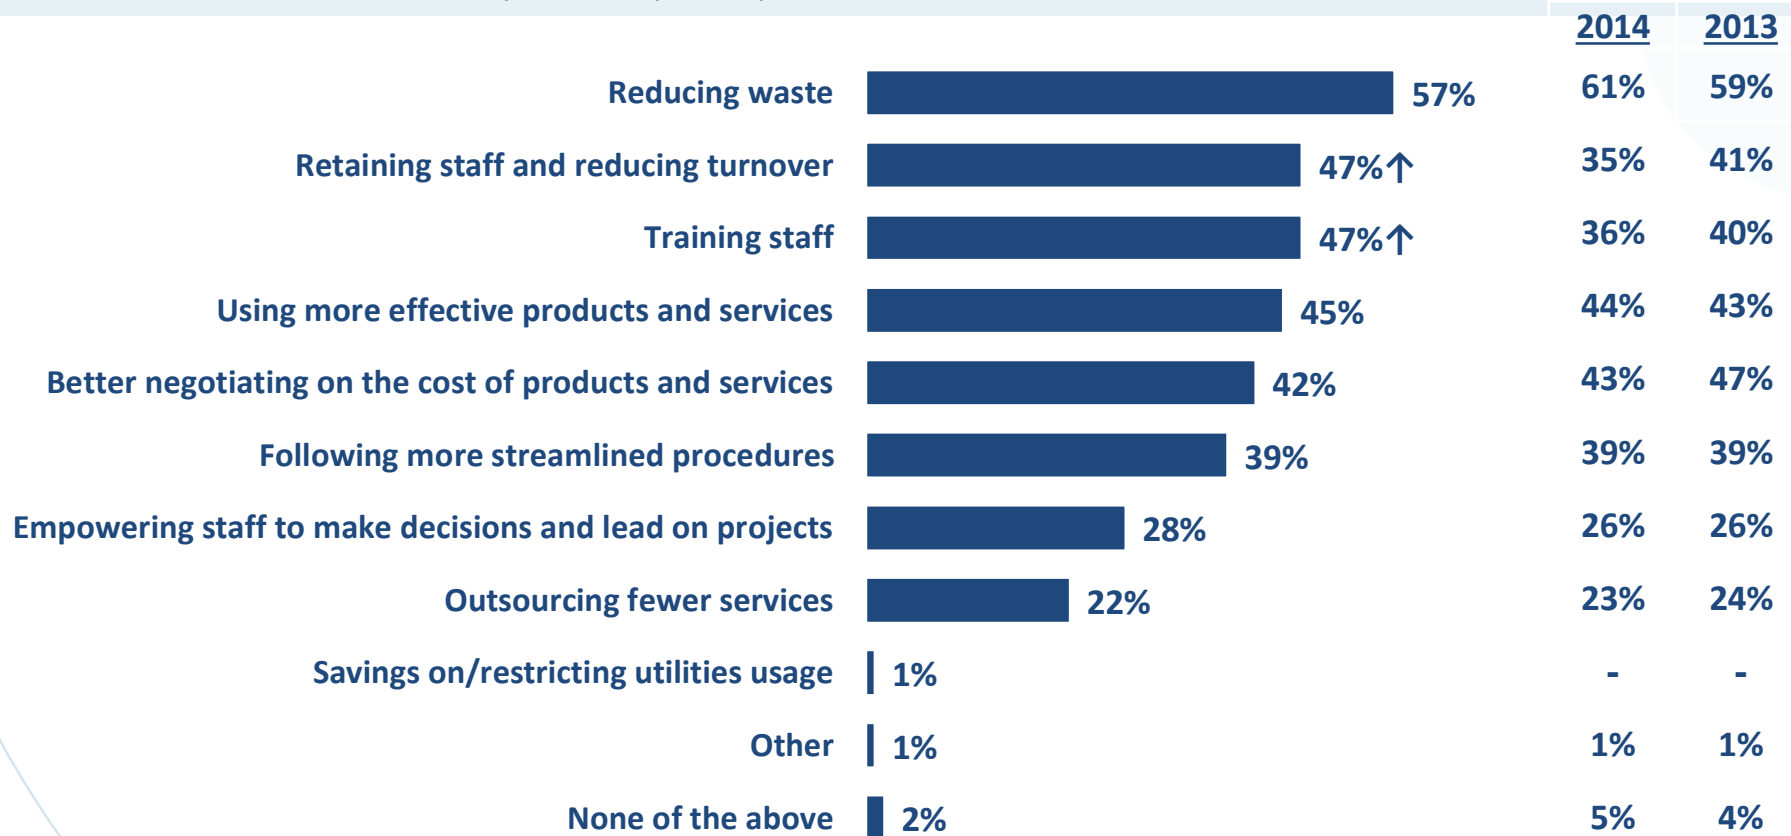 2014 2013
Reducing waste 57% 61% 59%
Retaining staff and reducing turnover 47%↑ 35% 41%
Training staff 47%↑ 36% 40%
Using more effective products and services 45% 44% 43%
Better negotiating on the cost of products and services 42% 43% 47%
Following more streamlined procedures 39% 39% 39%
Empowering staff to make decisions and lead on projects 28% 26% 26%
Outsourcing fewer services 22% 23% 24%
Savings on/restricting utilities usage 1% - -
Other 1% 1% 1%
None of the above 2% 5% 4%